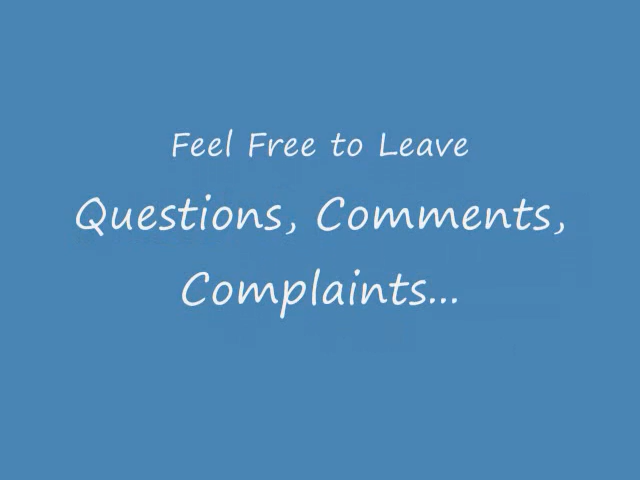 Feel Free to Leave
Questions, Comments,
Complaints...